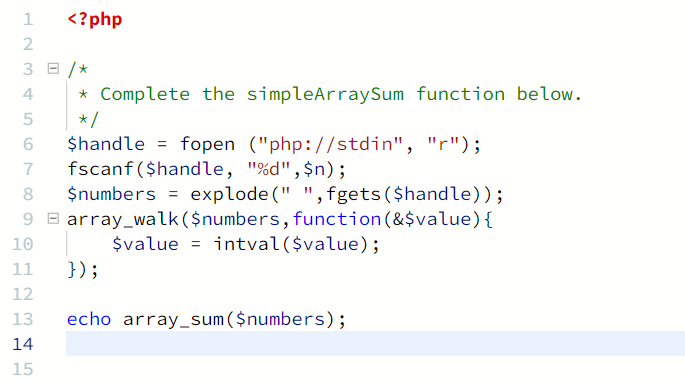 1 <?php
2
3 /*
4 * Complete the simpleArraySum function below.
5 */
6 $handle = fopen ("php://stdin", "r");
7 fscanf($handle, "%d",$n);
8 $numbers = explode(" ",fgets($handle));
9 array_walk($numbers,function(&$value){
10 $value = intval($value);
11 });
12
13 echo array_sum($numbers);
14
15